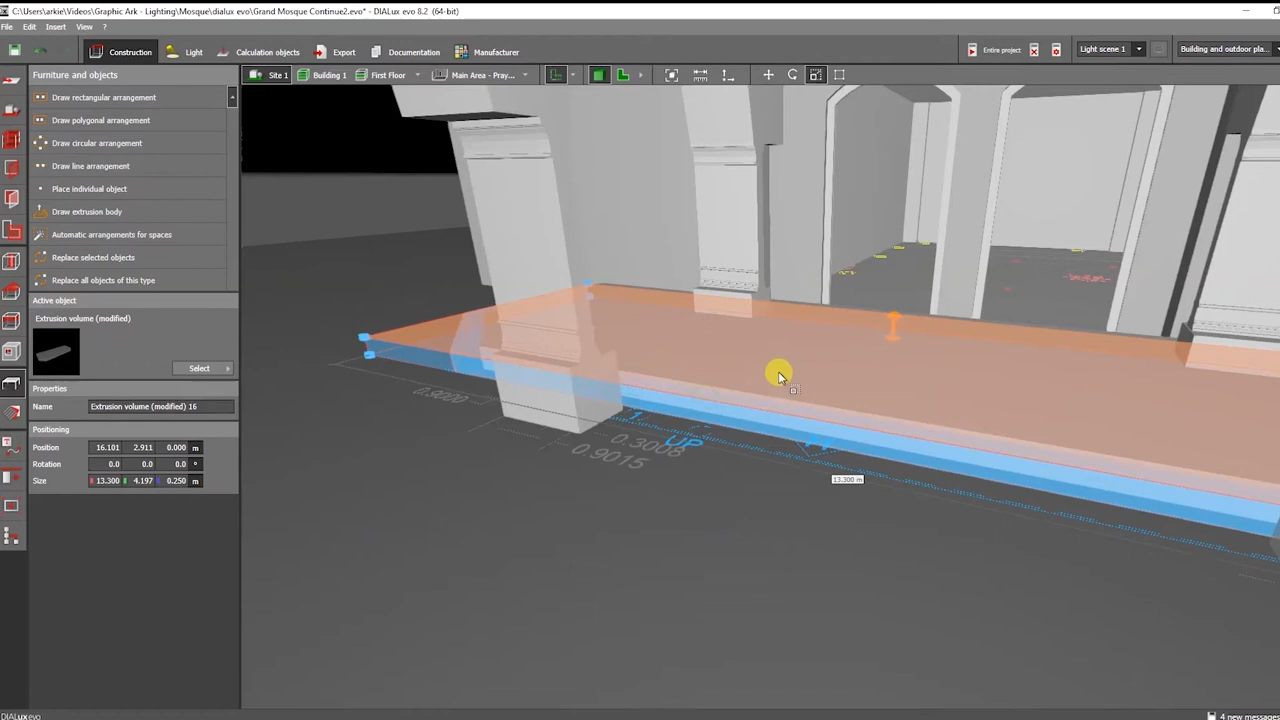 C:\Users\arkie\Videos\Graphic Ark - Lighting\Mosque\dialux evo\Grand Mosque Continue2.evo* - DIALux evo 8.2 (64-bit)
File Edit Insert View ?
Construction Light Calculation objects Export Documentation Manufacturer Entire project Light scene 1 Building and outdoor pla...
Furniture and objects Site 1 Building 1 First Floor Main Area - Pray...
Draw rectangular arrangement
Draw polygonal arrangement
Draw circular arrangement
Draw line arrangement
Place individual object
Draw extrusion body
Automatic arrangements for spaces
Replace selected objects
Replace all objects of this type
Active object
Extrusion volume (modified)
Select
Properties
Name Extrusion volume (modified) 16
Positioning
Position 16.101 2.911 0.000 m
Rotation 0.0 0.0 0.0 °
Size 13.300 4.197 0.250 m
0.9000
0.3008
0.9015
UP
13.300 m
DIALux evo
4 new messages